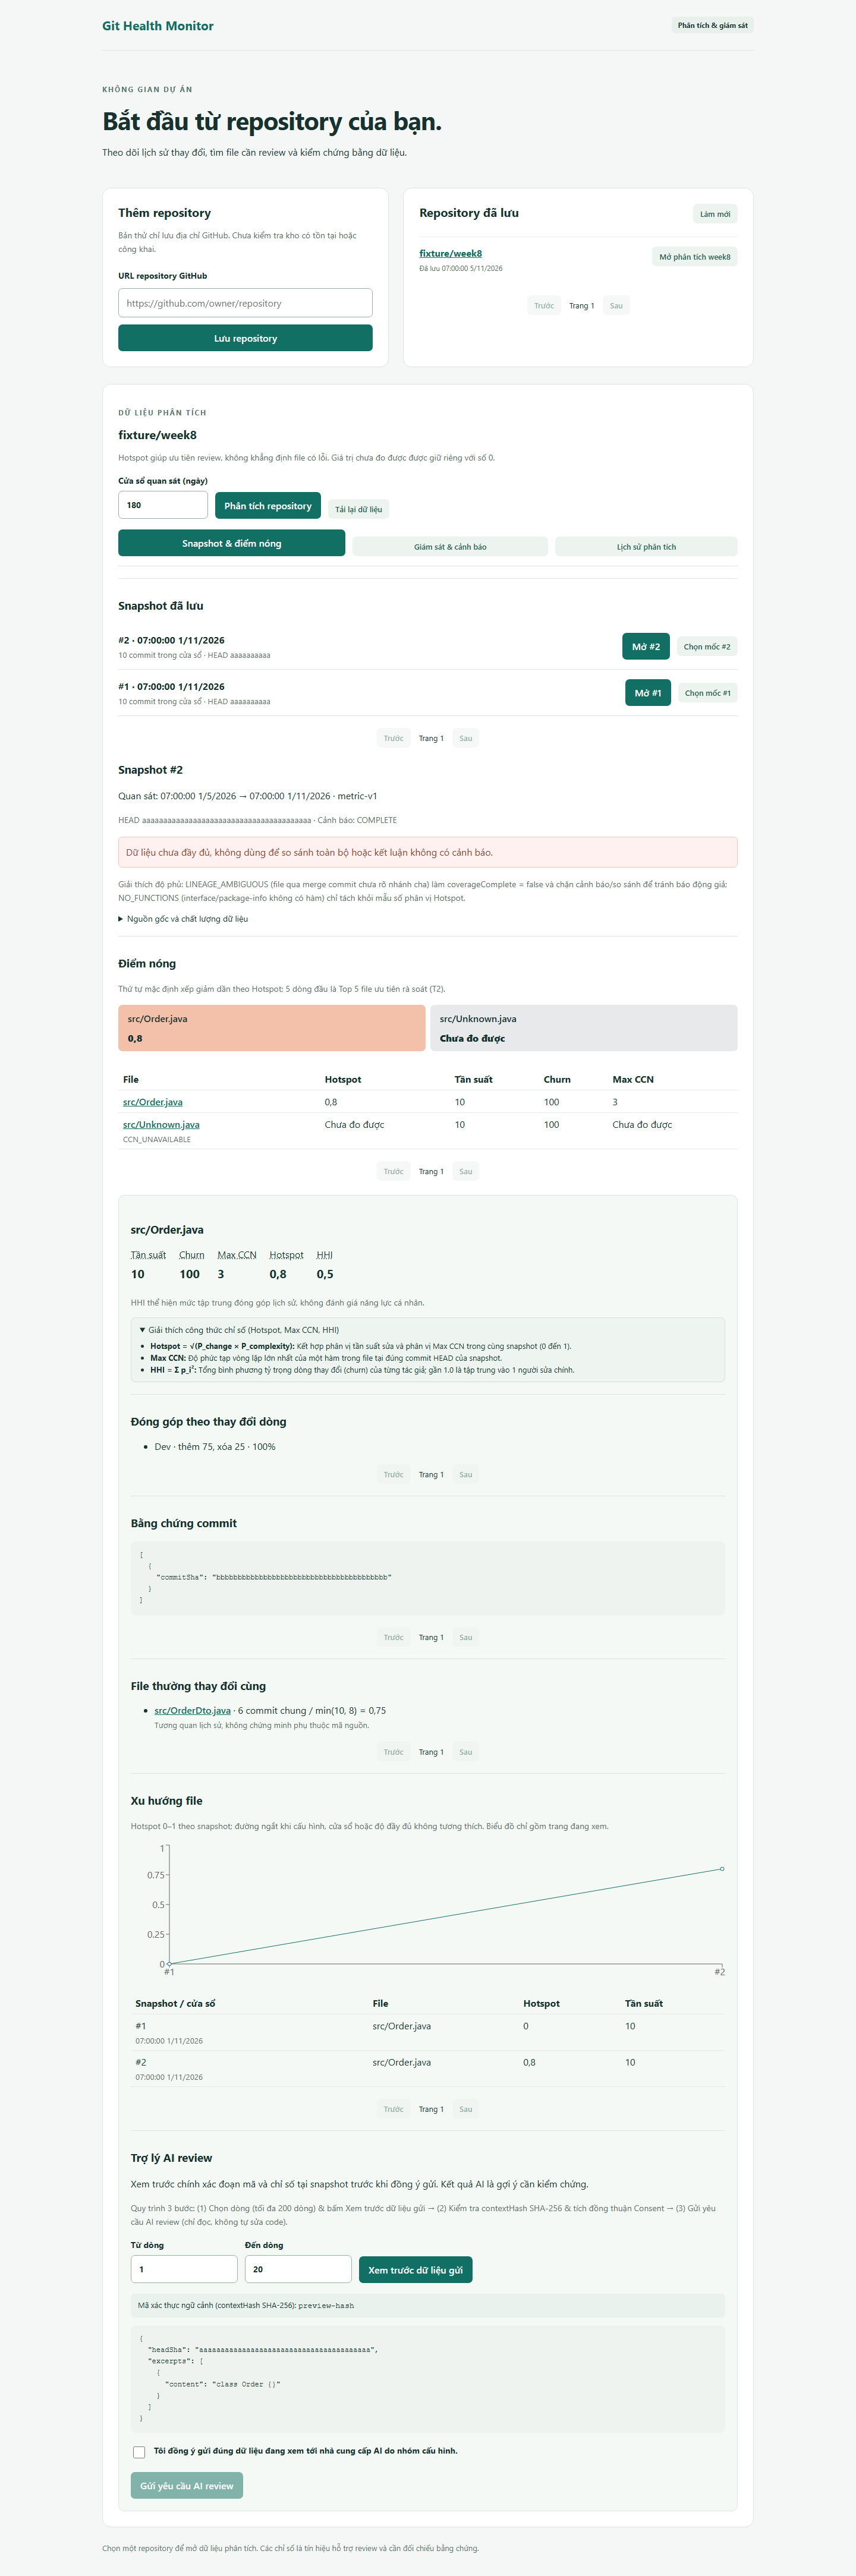 Git Health Monitor
Phân tích & giám sát
KHÔNG GIAN DỰ ÁN
Bắt đầu từ repository của bạn.
Theo dõi lịch sử thay đổi, tìm file cần review và kiểm chứng bằng dữ liệu.
Thêm repository
Bản thử chỉ lưu địa chỉ GitHub. Chưa kiểm tra kho có tồn tại hoặc
công khai.
URL repository GitHub
https://github.com/owner/repository
Lưu repository
Repository đã lưu
Làm mới
fixture/week8
Đã lưu 07:00:00 5/11/2026
Mở phân tích week8
Trước
Trang 1
Sau
DỮ LIỆU PHÂN TÍCH
fixture/week8
Hotspot giúp ưu tiên review, không khẳng định file có lỗi. Giá trị chưa đo được được giữ riêng với số 0.
Cửa sổ quan sát (ngày)
180
Phân tích repository
Tải lại dữ liệu
Snapshot & điểm nóng
Giám sát & cảnh báo
Lịch sử phân tích
Snapshot đã lưu
#2 · 07:00:00 1/11/2026
10 commit trong cửa sổ · HEAD aaaaaaaaaa
Mở #2
Chọn mốc #2
#1 · 07:00:00 1/11/2026
10 commit trong cửa sổ · HEAD aaaaaaaaaa
Mở #1
Chọn mốc #1
Trước
Trang 1
Sau
Snapshot #2
Quan sát: 07:00:00 1/5/2026 → 07:00:00 1/11/2026 · metric-v1
HEAD aaaaaaaaaaaaaaaaaaaaaaaaaaaaaaaaaaaaaaaa · Cảnh báo: COMPLETE
Dữ liệu chưa đầy đủ, không dùng để so sánh toàn bộ hoặc kết luận không có cảnh báo.
Giải thích độ phủ: LINEAGE_AMBIGUOUS (file qua merge commit chưa rõ nhánh cha) làm coverageComplete = false và chặn cảnh báo/so sánh để tránh báo động giả;
NO_FUNCTIONS (interface/package-info không có hàm) chỉ tách khỏi mẫu số phân vị Hotspot.
▶ Nguồn gốc và chất lượng dữ liệu
Điểm nóng
Thứ tự mặc định xếp giảm dần theo Hotspot: 5 dòng đầu là Top 5 file ưu tiên rà soát (T2).
src/Order.java
0,8
src/Unknown.java
Chưa đo được
File
Hotspot
Tần suất
Churn
Max CCN
src/Order.java
0,8
10
100
3
src/Unknown.java
CCN_UNAVAILABLE
Chưa đo được
10
100
Chưa đo được
Trước
Trang 1
Sau
src/Order.java
Tần suất
Churn
Max CCN
Hotspot
HHI
10
100
3
0,8
0,5
HHI thể hiện mức tập trung đóng góp lịch sử, không đánh giá năng lực cá nhân.
▼ Giải thích công thức chỉ số (Hotspot, Max CCN, HHI)
• Hotspot = √(P_change × P_complexity): Kết hợp phân vị tần suất sửa và phân vị Max CCN trong cùng snapshot (0 đến 1).
• Max CCN: Độ phức tạp vòng lặp lớn nhất của một hàm trong file tại đúng commit HEAD của snapshot.
• HHI = Σ p_i²: Tổng bình phương tỷ trọng dòng thay đổi (churn) của từng tác giả; gần 1.0 là tập trung vào 1 người sửa chính.
Đóng góp theo thay đổi dòng
• Dev · thêm 75, xóa 25 · 100%
Trước
Trang 1
Sau
Bằng chứng commit
[
{
"commitSha": "bbbbbbbbbbbbbbbbbbbbbbbbbbbbbbbbbbbbbbbb"
}
]
Trước
Trang 1
Sau
File thường thay đổi cùng
• src/OrderDto.java · 6 commit chung / min(10, 8) = 0,75
Tương quan lịch sử, không chứng minh phụ thuộc mã nguồn.
Trước
Trang 1
Sau
Xu hướng file
Hotspot 0–1 theo snapshot; đường ngắt khi cấu hình, cửa sổ hoặc độ đầy đủ không tương thích. Biểu đồ chỉ gồm trang đang xem.
1
0.75
0.5
0.25
0
#1
#2
Snapshot / cửa sổ
File
Hotspot
Tần suất
#1
07:00:00 1/11/2026
src/Order.java
0
10
#2
07:00:00 1/11/2026
src/Order.java
0,8
10
Trước
Trang 1
Sau
Trợ lý AI review
Xem trước chính xác đoạn mã và chỉ số tại snapshot trước khi đồng ý gửi. Kết quả AI là gợi ý cần kiểm chứng.
Quy trình 3 bước: (1) Chọn dòng (tối đa 200 dòng) & bấm Xem trước dữ liệu gửi → (2) Kiểm tra contextHash SHA-256 & tích đồng thuận Consent → (3) Gửi yêu
cầu AI review (chỉ đọc, không tự sửa code).
Từ dòng
Đến dòng
1
20
Xem trước dữ liệu gửi
Mã xác thực ngữ cảnh (contextHash SHA-256): preview-hash
{
"headSha": "aaaaaaaaaaaaaaaaaaaaaaaaaaaaaaaaaaaaaaaa",
"excerpts": [
{
"content": "class Order {}"
}
]
}
Tôi đồng ý gửi đúng dữ liệu đang xem tới nhà cung cấp AI do nhóm cấu hình.
Gửi yêu cầu AI review
Chọn một repository để mở dữ liệu phân tích. Các chỉ số là tín hiệu hỗ trợ review và cần đối chiếu bằng chứng.